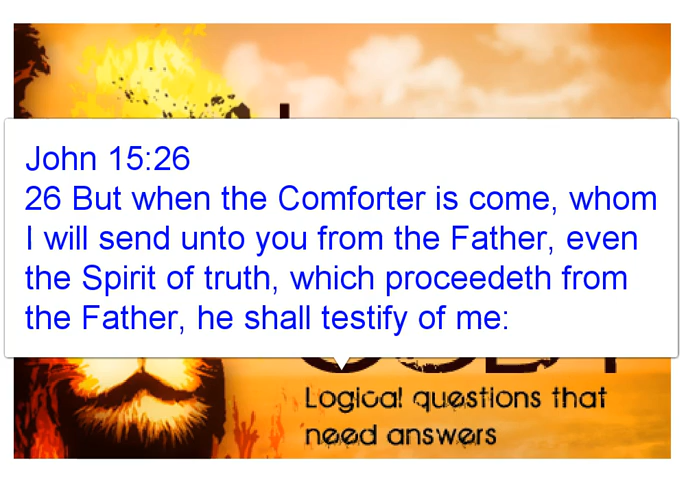 John 15:26
26 But when the Comforter is come, whom
I will send unto you from the Father, even
the Spirit of truth, which proceedeth from
the Father, he shall testify of me:
Logical questions that
need answers